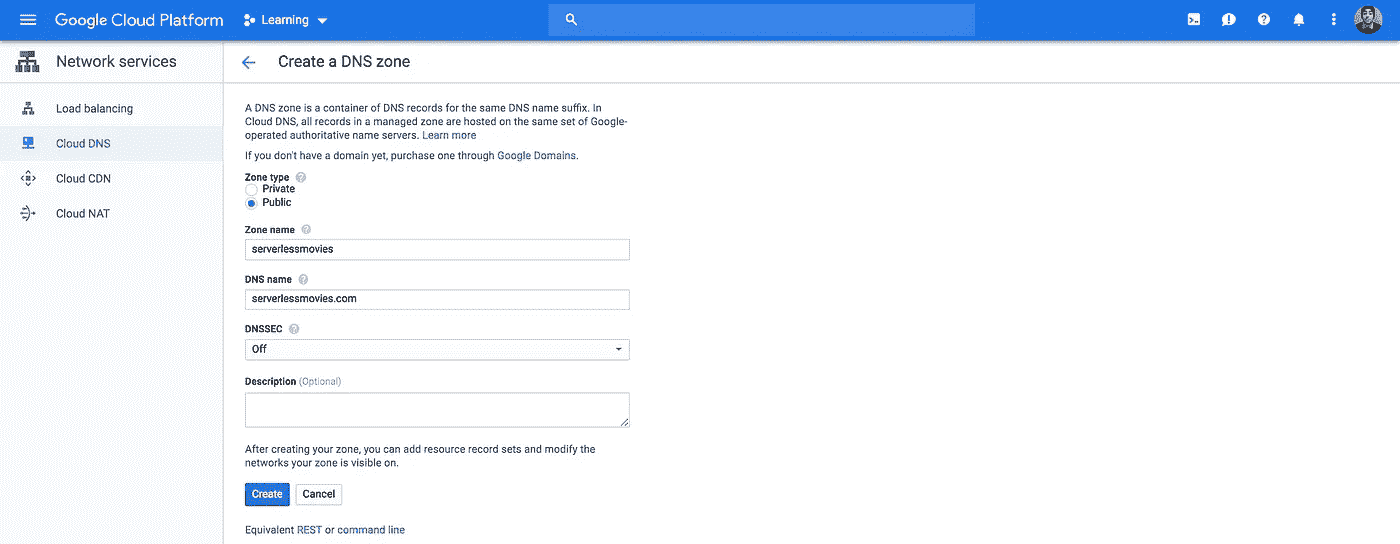 Google Cloud Platform
Learning
Network services
Create a DNS zone
Load balancing
Cloud DNS
Cloud CDN
Cloud NAT
A DNS zone is a container of DNS records for the same DNS name suffix. In
Cloud DNS, all records in a managed zone are hosted on the same set of Google-
operated authoritative name servers. Learn more
If you don't have a domain yet, purchase one through Google Domains.
Zone type
Private
Public
Zone name
serverlessmovies
DNS name
serverlessmovies.com
DNSSEC
Off
Description (Optional)
After creating your zone, you can add resource record sets and modify the
networks your zone is visible on.
Create Cancel
Equivalent REST or command line